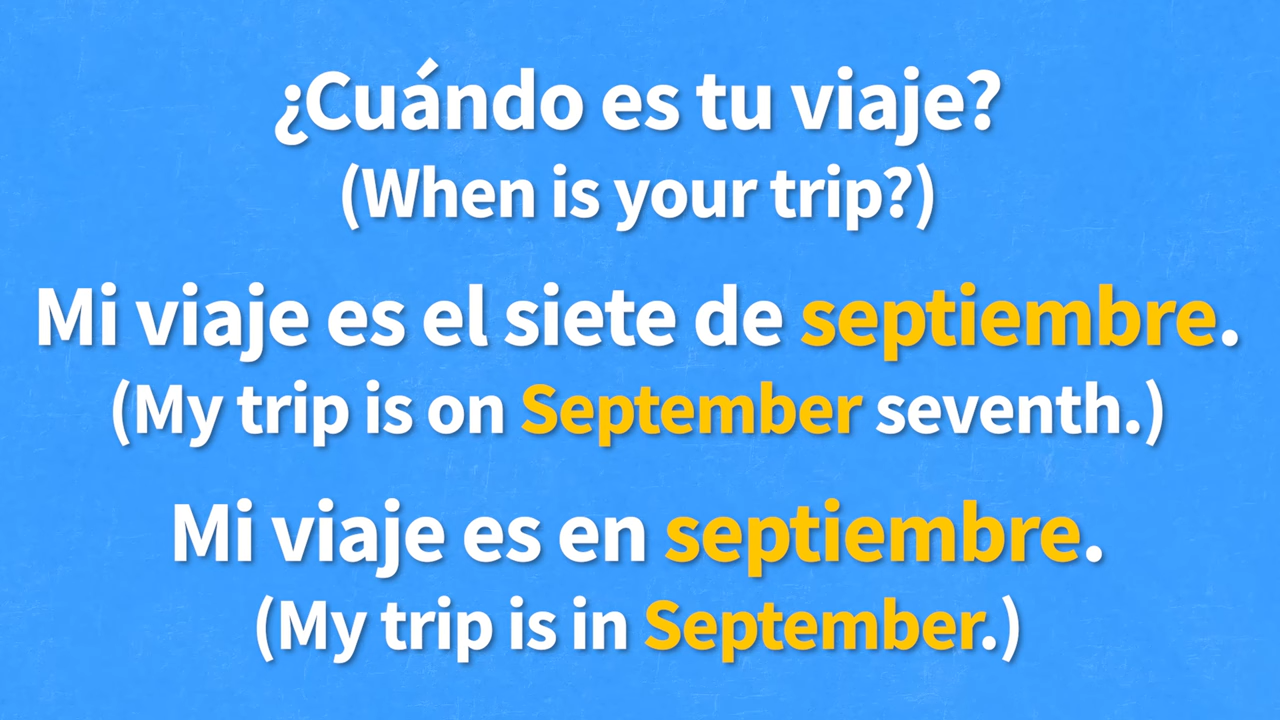 ¿Cuándo es tu viaje?
(When is your trip?)
Mi viaje es el siete de septiembre.
(My trip is on September seventh.)
Mi viaje es en septiembre.
(My trip is in September.)